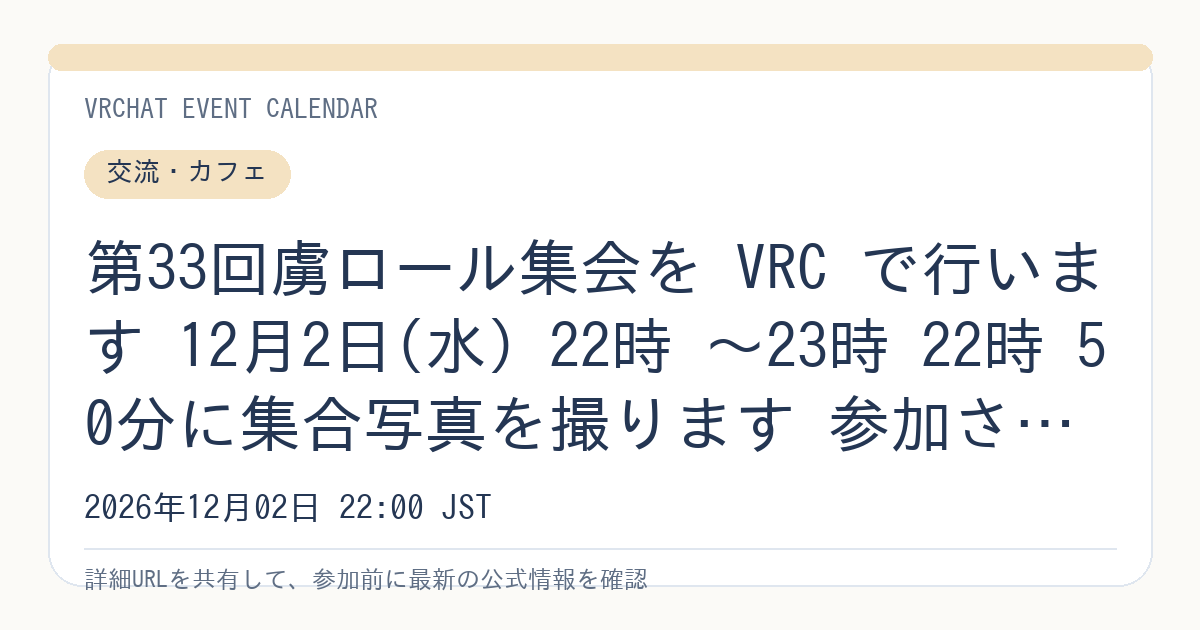 VRCHAT EVENT CALENDAR
交流・カフェ
第33回虜ロール集会を VRC で行いま
す 12月2日(水) 22時 ～23時 22時 5
0分に集合写真を撮ります 参加さ…
2026年12月02日 22:00 JST
詳細URLを共有して、参加前に最新の公式情報を確認